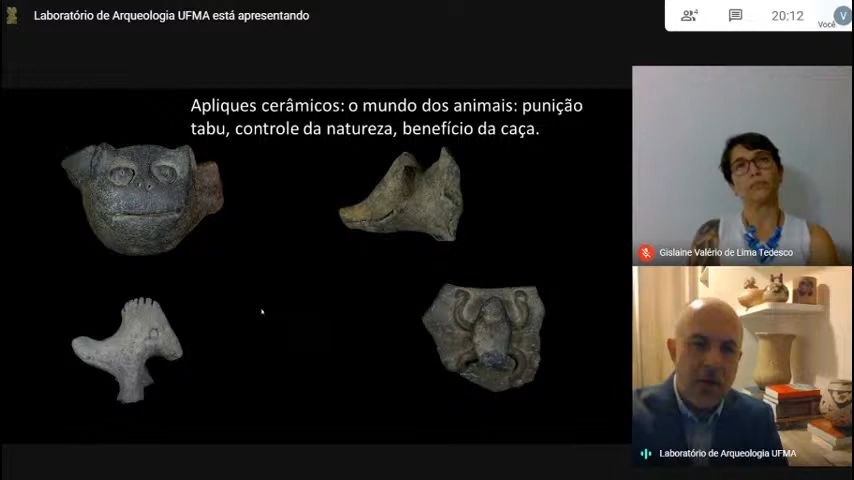 Laboratório de Arqueologia UFMA está apresentando
4
20:12
Você
V
Apliques cerâmicos: o mundo dos animais: punição
tabu, controle da natureza, benefício da caça.
Gislaine Valério de Lima Tedesco
Laboratório de Arqueologia UFMA